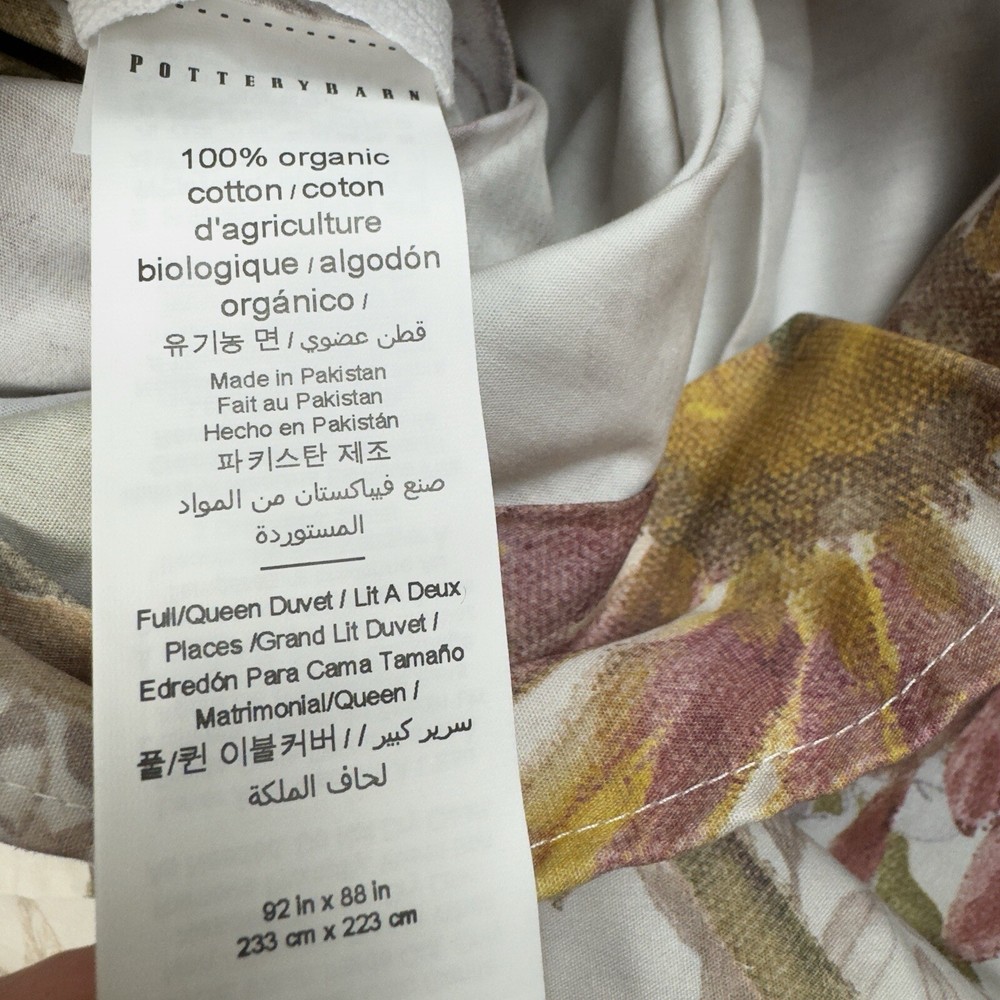 POTTERYBARN
100% organic
cotton / coton
d'agriculture
biologique / algodón
orgánico /
유기농 면 / قطن عضوي
Made in Pakistan
Fait au Pakistan
Hecho en Pakistán
파키스탄 제조
صنع فيباكستان من المواد
المستوردة
Full/Queen Duvet / Lit A Deux
Places /Grand Lit Duvet /
Edredón Para Cama Tamaño
Matrimonial/Queen /
풀/퀸 이불커버 / / سرير كبير
لحاف الملكة
92 in x 88 in
233 cm x 223 cm